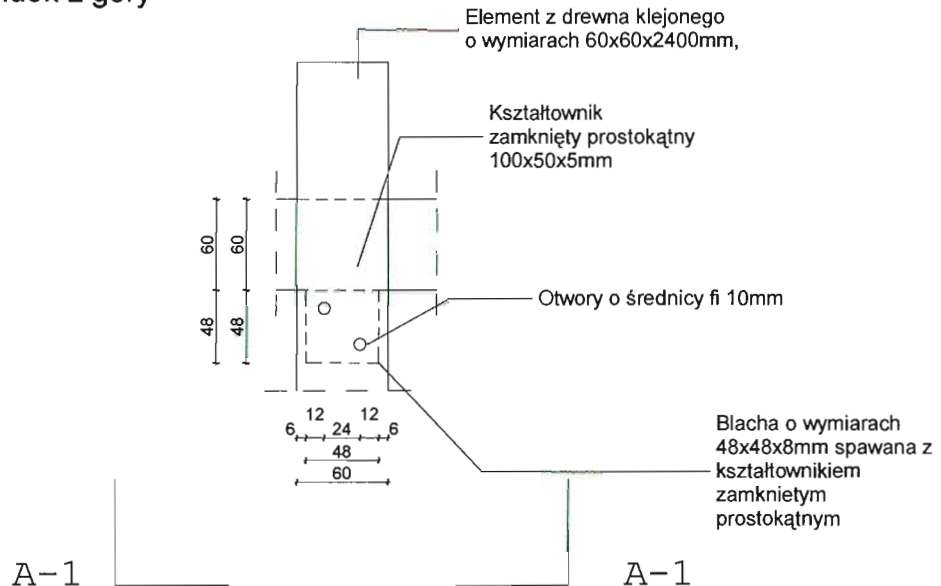 z góry
Element z drewna klejonego
o wymiarach 60x60x2400mm,
Kształtownik
zamknięty prostokątny
100x50x5mm
60
60
Otwory o średnicy fi 10mm
48
48
12
12
6
24
6
48
60
Blacha o wymiarach
48x48x8mm spawana z
kształtownikiem
zamknietym
prostokątnym
A-1
A-1